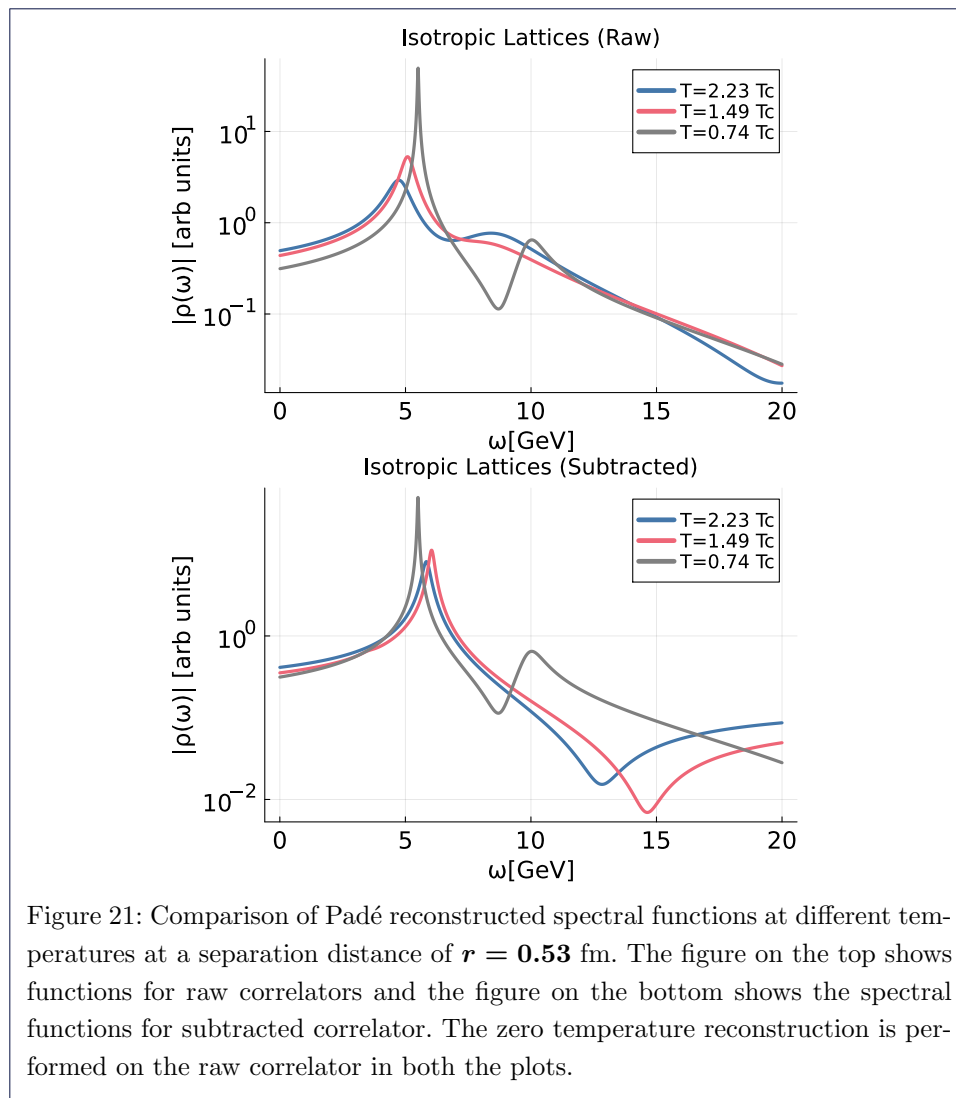 Isotropic Lattices (Raw)
|ρ(ω)| [arb units]
10^1
10^0
10^-1
T=2.23 Tc
T=1.49 Tc
T=0.74 Tc
0 5 10 15 20
ω[GeV]
Isotropic Lattices (Subtracted)
|ρ(ω)| [arb units]
10^0
10^-2
T=2.23 Tc
T=1.49 Tc
T=0.74 Tc
0 5 10 15 20
ω[GeV]
Figure 21: Comparison of Padé reconstructed spectral functions at different tem-
peratures at a separation distance of r = 0.53 fm. The figure on the top shows
functions for raw correlators and the figure on the bottom shows the spectral
functions for subtracted correlator. The zero temperature reconstruction is per-
formed on the raw correlator in both the plots.